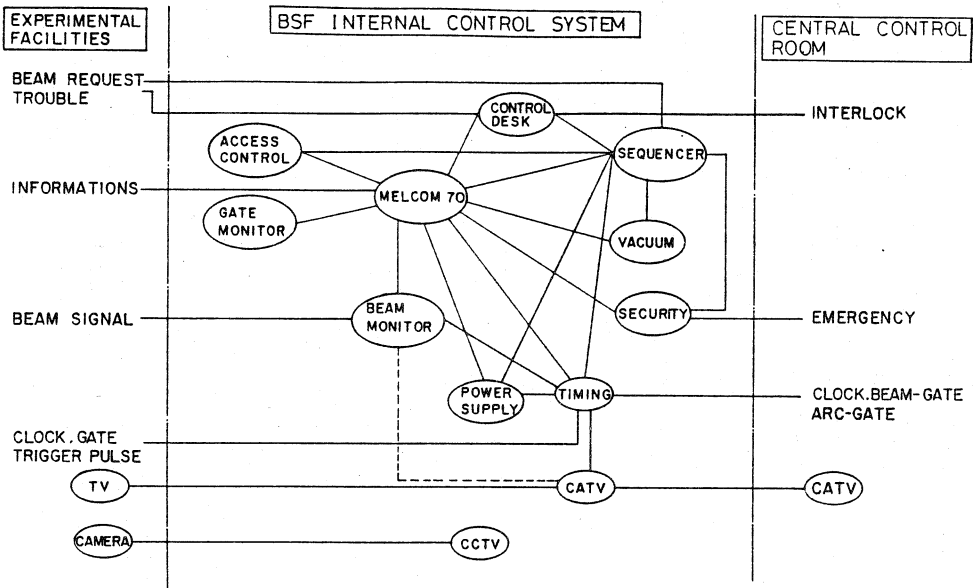 EXPERIMENTAL
FACILITIES
BSF INTERNAL CONTROL SYSTEM
CENTRAL CONTROL
ROOM
BEAM REQUEST
TROUBLE
CONTROL
DESK
INTERLOCK
ACCESS
CONTROL
SEQUENCER
INFORMATIONS
MELCOM 70
GATE
MONITOR
VACUUM
BEAM SIGNAL
BEAM
MONITOR
SECURITY
EMERGENCY
POWER
SUPPLY
TIMING
CLOCK.BEAM-GATE
ARC-GATE
CLOCK.GATE
TRIGGER PULSE
TV
CATV
CATV
CAMERA
CCTV